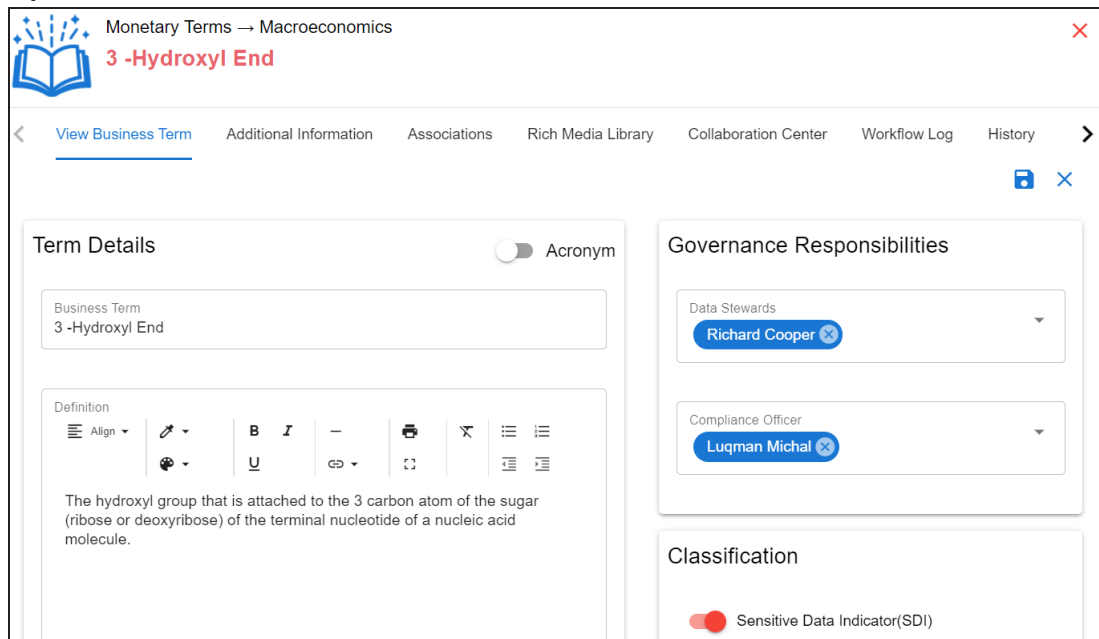 Monetary Terms → Macroeconomics
3 -Hydroxyl End
View Business Term Additional Information Associations Rich Media Library Collaboration Center Workflow Log History
Term Details
Acronym
Business Term
3 -Hydroxyl End
Definition
Align
B I
U
The hydroxyl group that is attached to the 3 carbon atom of the sugar
(ribose or deoxyribose) of the terminal nucleotide of a nucleic acid
molecule.
Governance Responsibilities
Data Stewards
Richard Cooper
Compliance Officer
Luqman Michal
Classification
Sensitive Data Indicator(SDI)